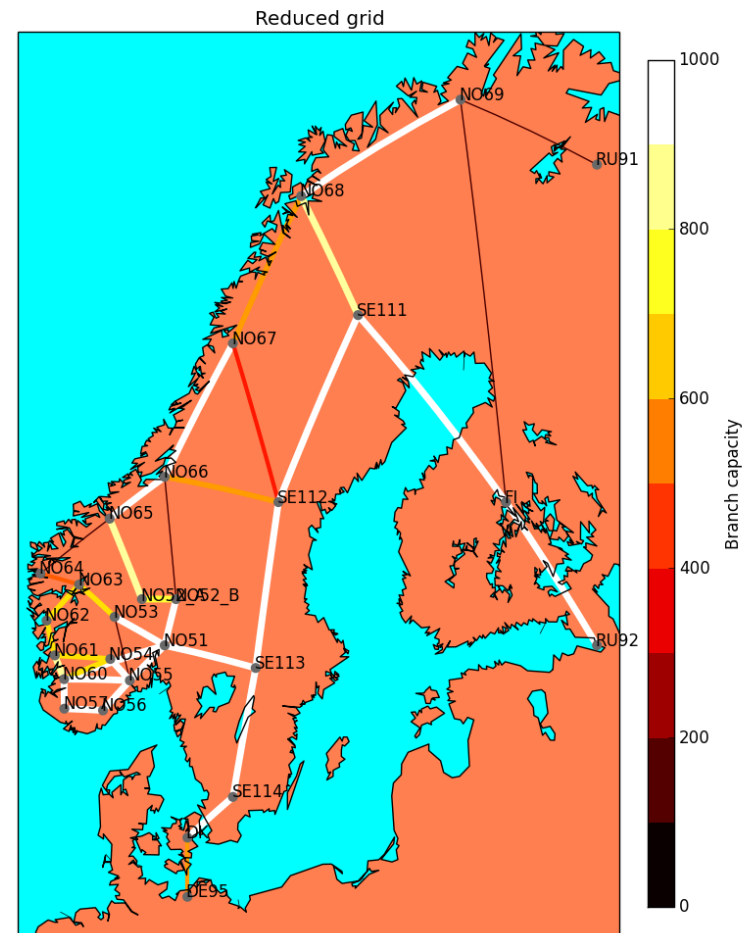 Reduced grid
NO69
1000
RU91
NO68
800
SE111
NO67
600
NO66
SE112
FI
NO65
Branch capacity
NO64
NO63
400
NO52_A
NO52_B
NO53
NO62
NO51
RU92
NO61
NO54
SE113
NO60
NO55
NO57
NO56
200
SE114
DK
DE95
0